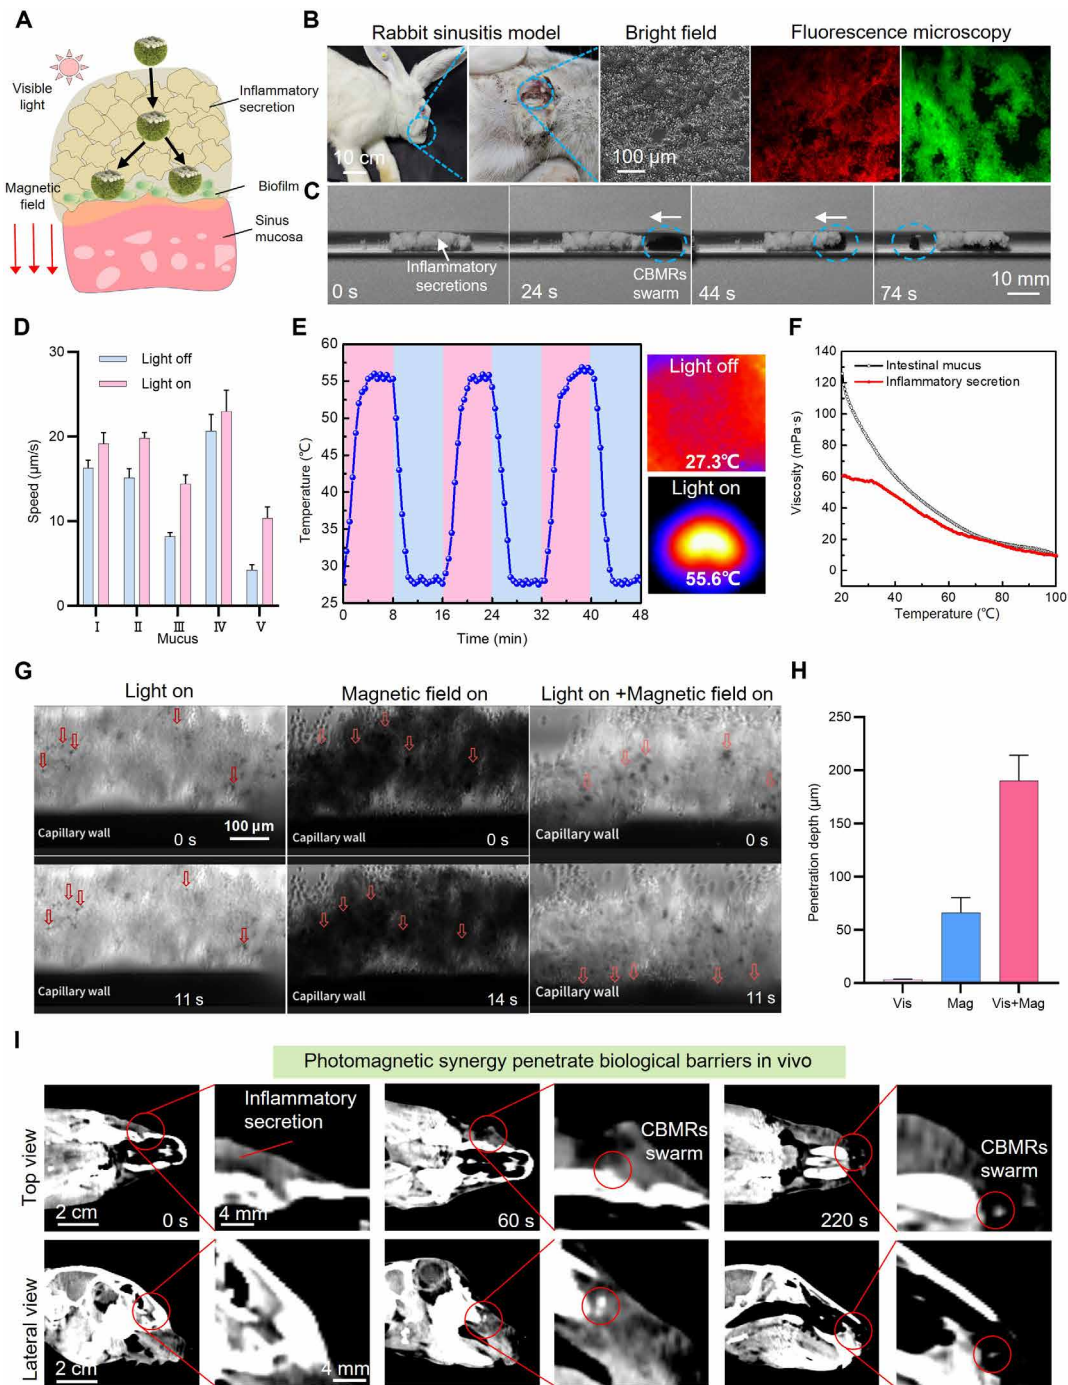 A
Visible
light
Inflammatory
secretion
Magnetic
field
Biofilm
Sinus
mucosa
B
Rabbit sinusitis model
Bright field
Fluorescence microscopy
10 cm
100 µm
C
Inflammatory
secretions
CBMRs
swarm
0 s
24 s
44 s
74 s
10 mm
D
Light off
Light on
30
20
10
0
Speed (µm/s)
I
II
III
IV
V
Mucus
E
60
55
50
45
40
35
30
25
Temperature (℃)
0 8 16 24 32 40 48
Time (min)
Light off
27.3℃
Light on
55.6℃
F
Intestinal mucus
Inflammatory secretion
140
120
100
80
60
40
20
0
Viscosity (mPa·s)
20 40 60 80 100
Temperature (℃)
G
Light on
Magnetic field on
Light on +Magnetic field on
Capillary wall
100 µm
0 s
Capillary wall
0 s
Capillary wall
0 s
Capillary wall
11 s
Capillary wall
14 s
Capillary wall
11 s
H
250
200
150
100
50
0
Penetration depth (µm)
Vis
Mag
Vis+Mag
I
Photomagnetic synergy penetrate biological barriers in vivo
Top view
2 cm
0 s
Inflammatory
secretion
4 mm
60 s
CBMRs
swarm
220 s
CBMRs
swarm
Lateral view
2 cm
4 mm